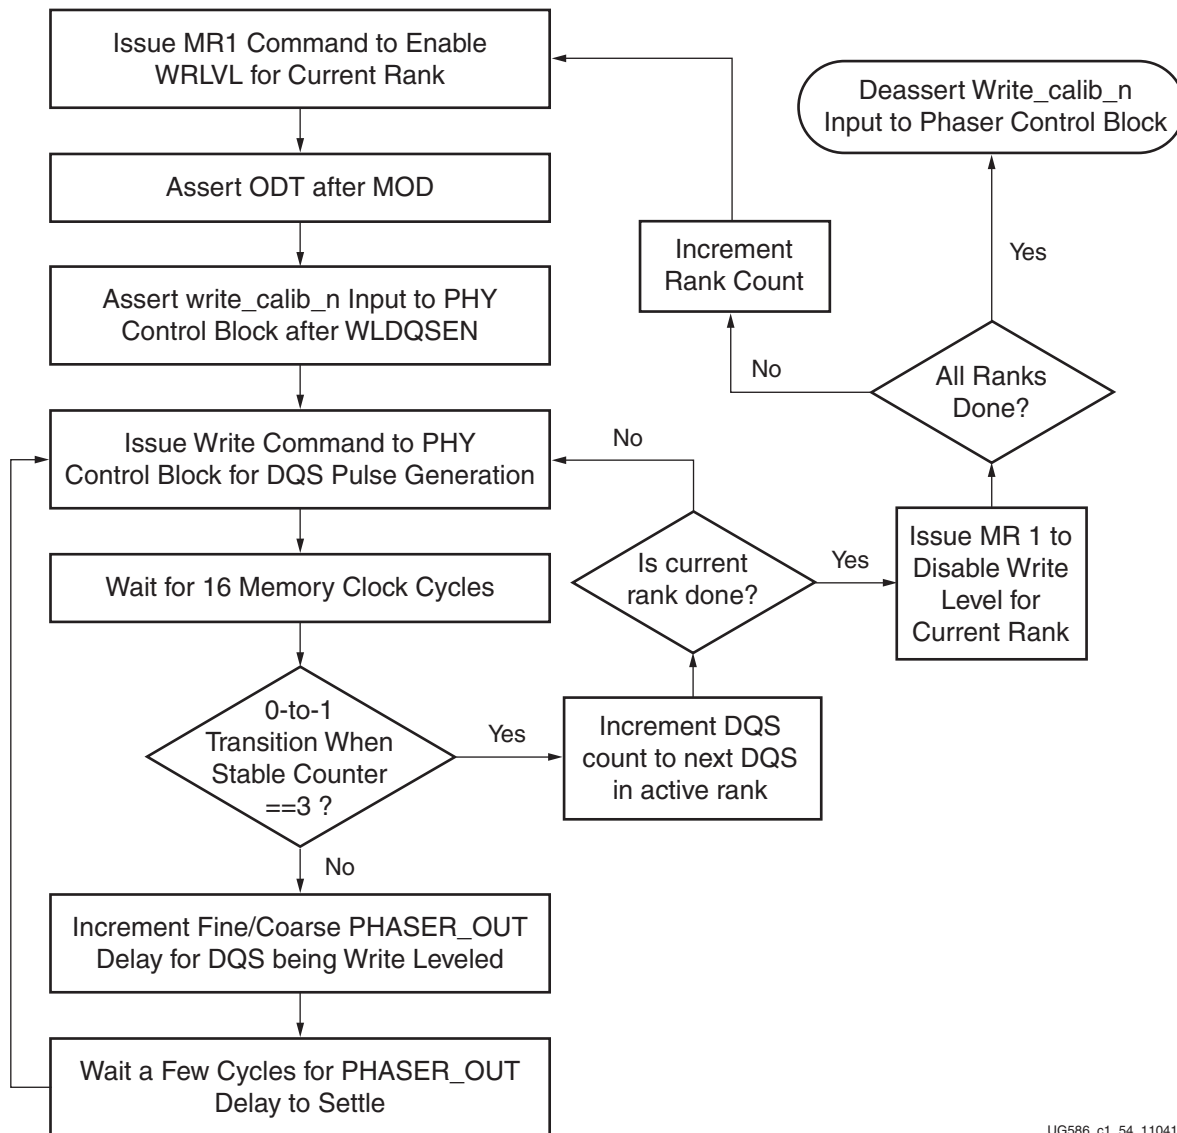 Issue MR1 Command to Enable
WRLVL for Current Rank
Assert ODT after MOD
Assert write_calib_n Input to PHY
Control Block after WLDQSEN
Issue Write Command to PHY
Control Block for DQS Pulse Generation
Wait for 16 Memory Clock Cycles
0-to-1
Transition When
Stable Counter
==3 ?
Yes
No
Increment Fine/Coarse PHASER_OUT
Delay for DQS being Write Leveled
Wait a Few Cycles for PHASER_OUT
Delay to Settle
Increment DQS
count to next DQS
in active rank
Is current
rank done?
No
Yes
Issue MR 1 to
Disable Write
Level for
Current Rank
All Ranks
Done?
No
Yes
Increment
Rank Count
Deassert Write_calib_n
Input to Phaser Control Block
UG586_c1_54_11041